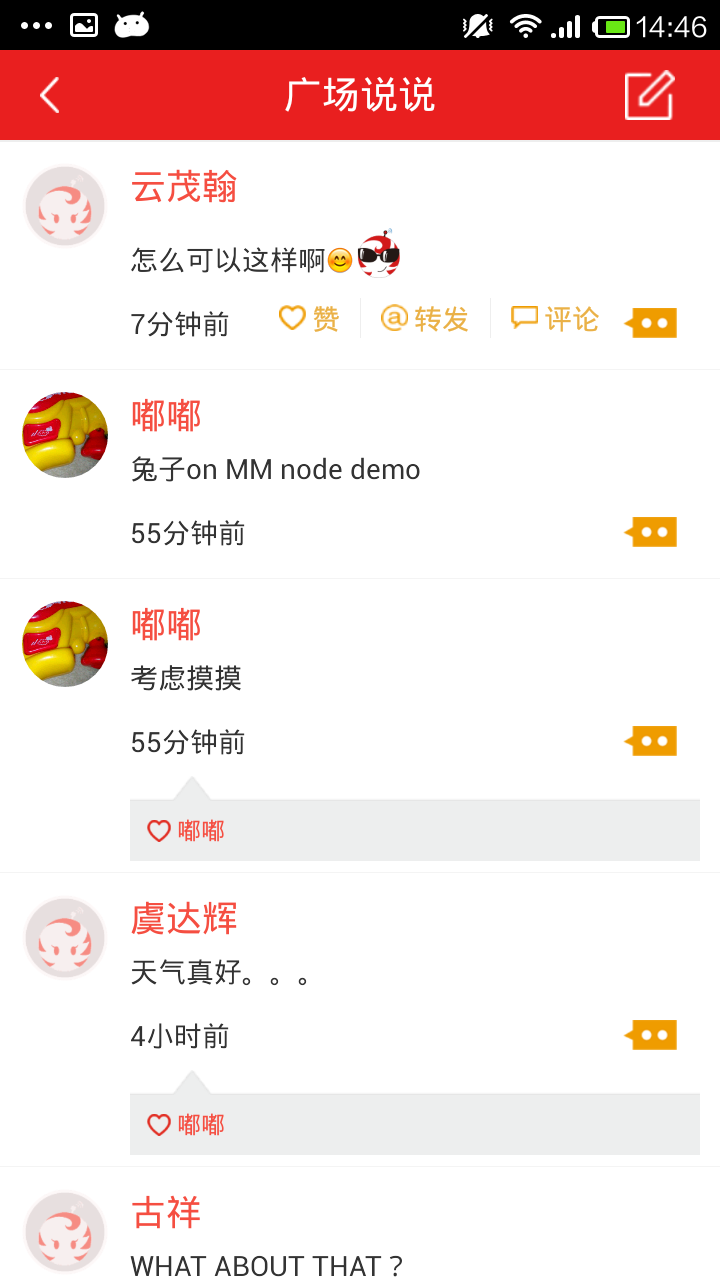 14:46
广场说说
云茂翰
怎么可以这样啊😊
7分钟前 赞 @转发 评论
嘟嘟
兔子on MM node demo
55分钟前
嘟嘟
考虑摸摸
55分钟前
嘟嘟
虞达辉
天气真好。。。
4小时前
嘟嘟
古祥
WHAT ABOUT THAT ?